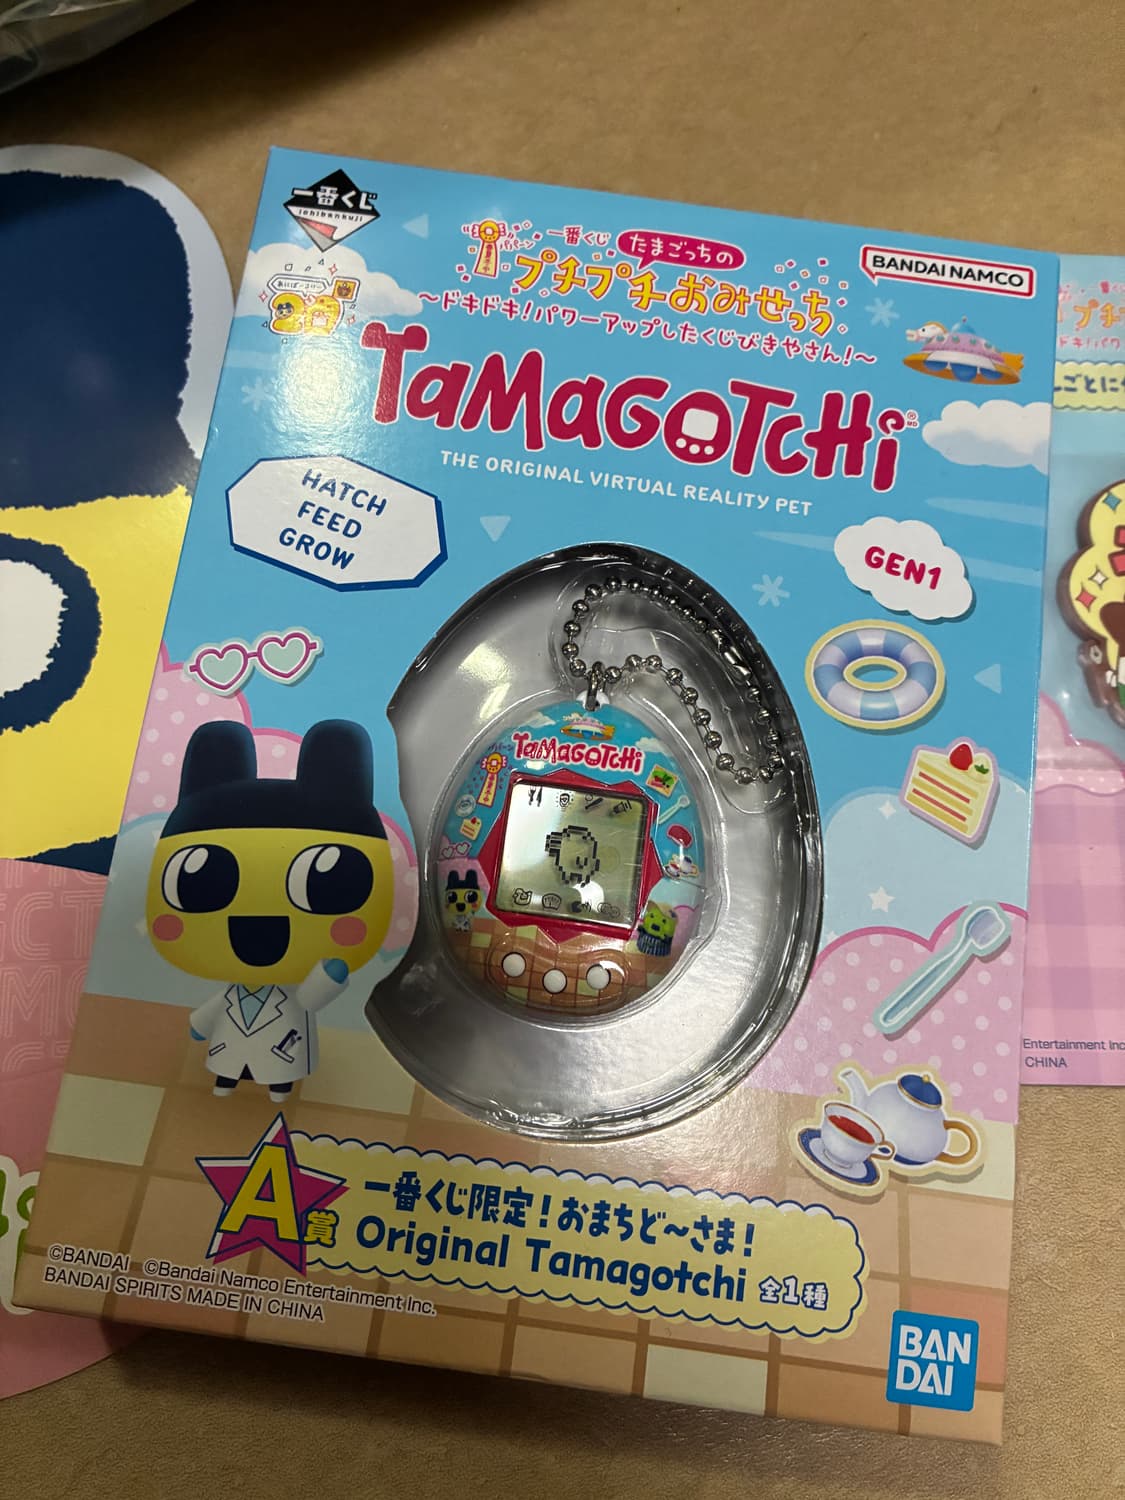 一番くじ
ichibankuji
一番くじ
たまごっちの
プチプチおみせっち
〜ドキドキ!パワーアップしたくじびきやさん!〜
BANDAI NAMCO
TAMAGOTCHi
THE ORIGINAL VIRTUAL REALITY PET
HATCH
FEED
GROW
GEN1
TAMAGOTCHi
A賞
一番くじ限定!おまちど〜さま!
Original Tamagotchi 全1種
©BANDAI ©Bandai Namco Entertainment Inc.
BANDAI SPIRITS MADE IN CHINA
BAN
DAI
Entertainment Inc
CHINA